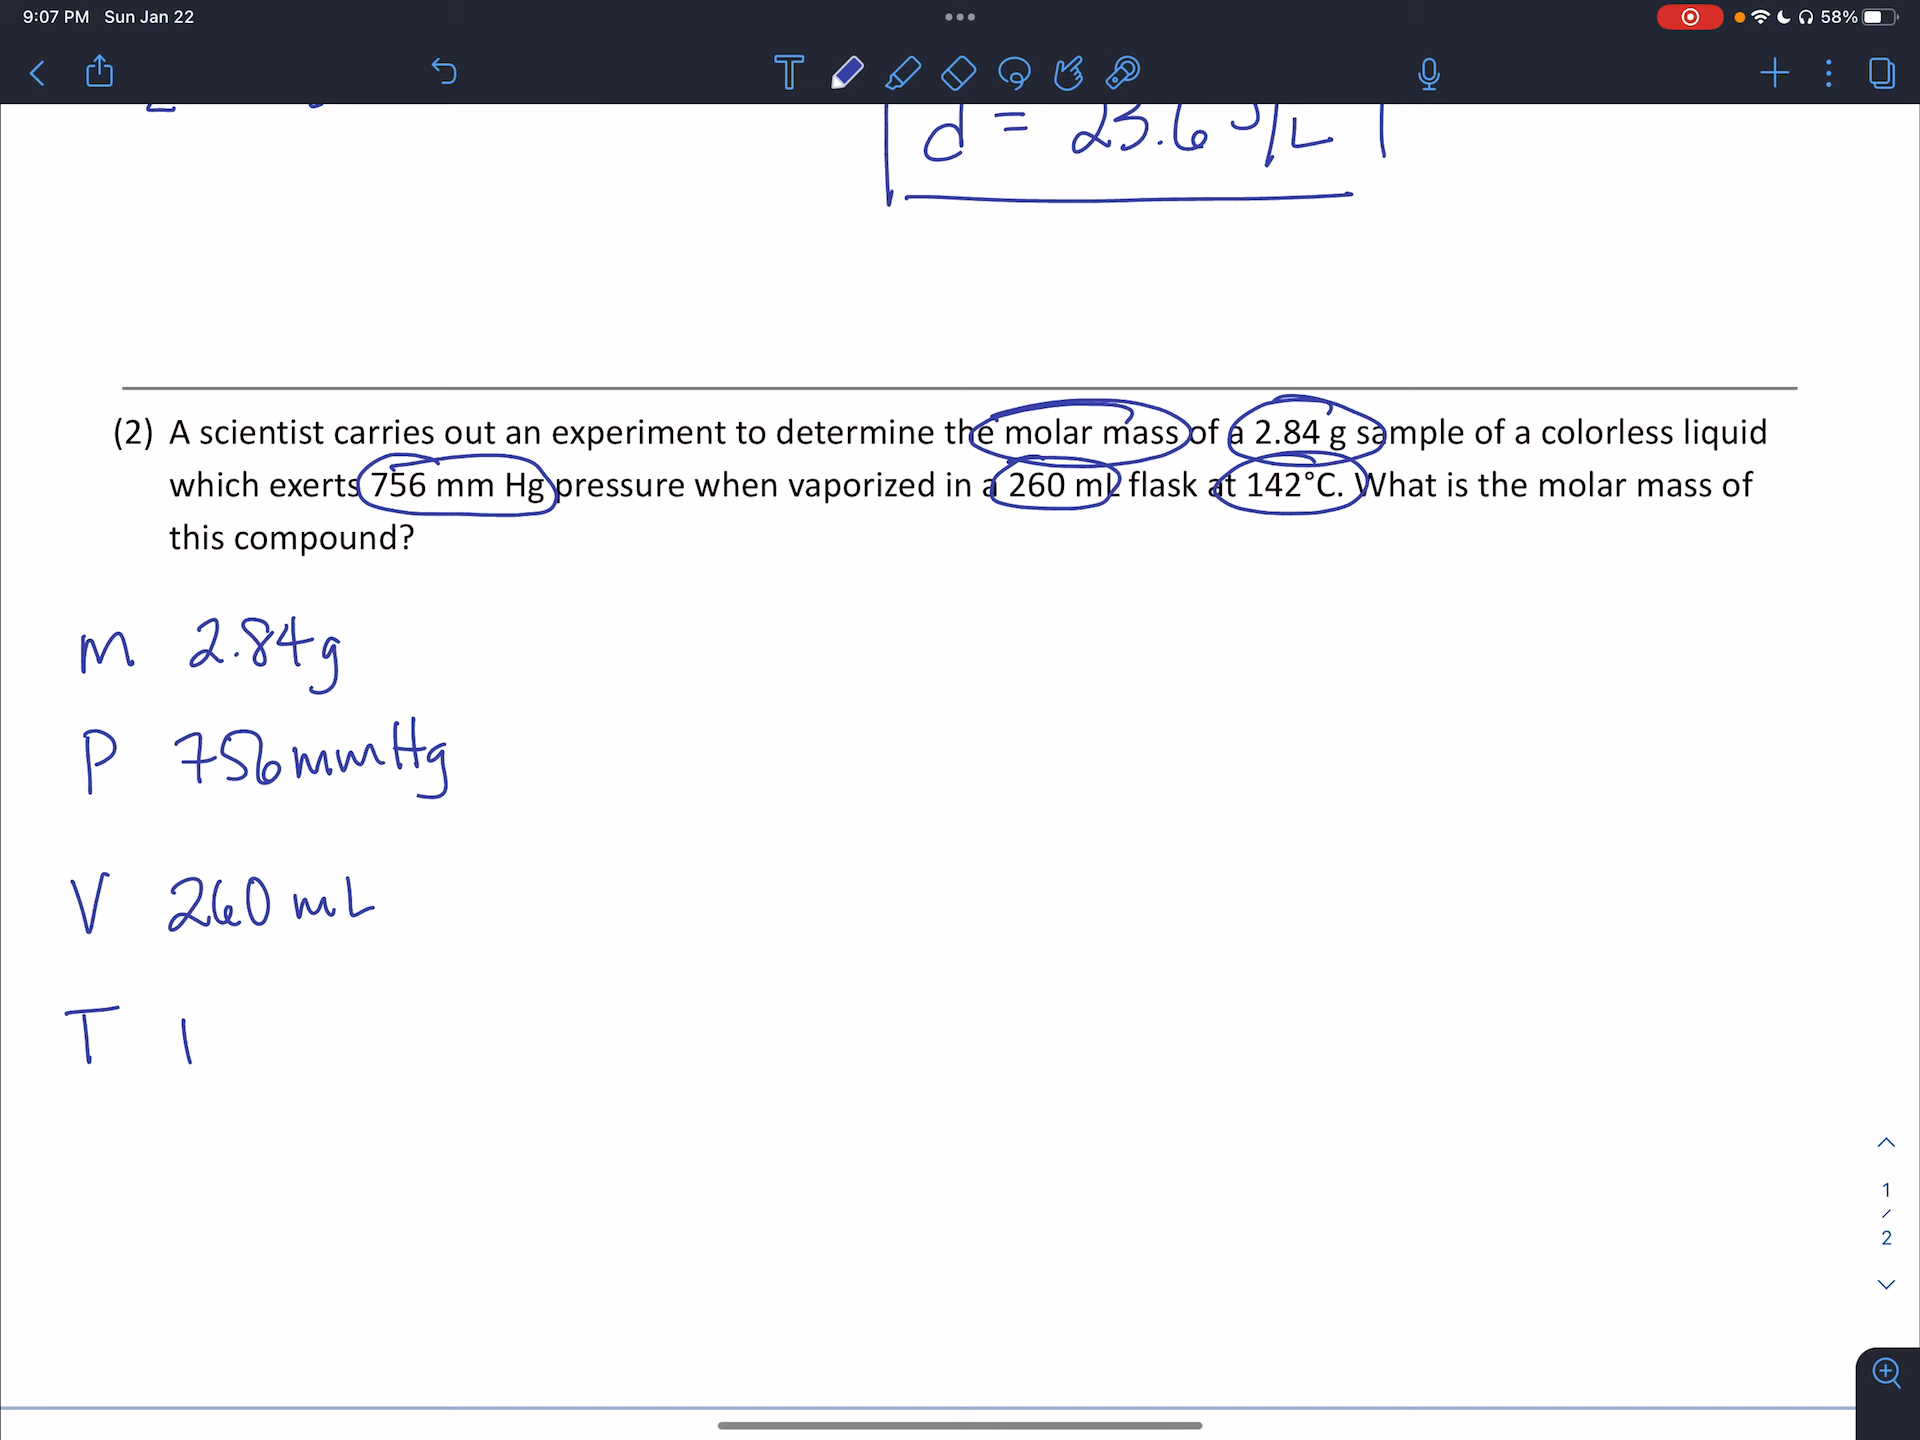 9:07 PM Sun Jan 22
58%
d = 23.6 g/L
(2) A scientist carries out an experiment to determine the molar mass of a 2.84 g sample of a colorless liquid
which exerts 756 mm Hg pressure when vaporized in a 260 mL flask at 142°C. What is the molar mass of
this compound?
m 2.84g
P 756mmHg
V 260 mL
T 1
1
/
2